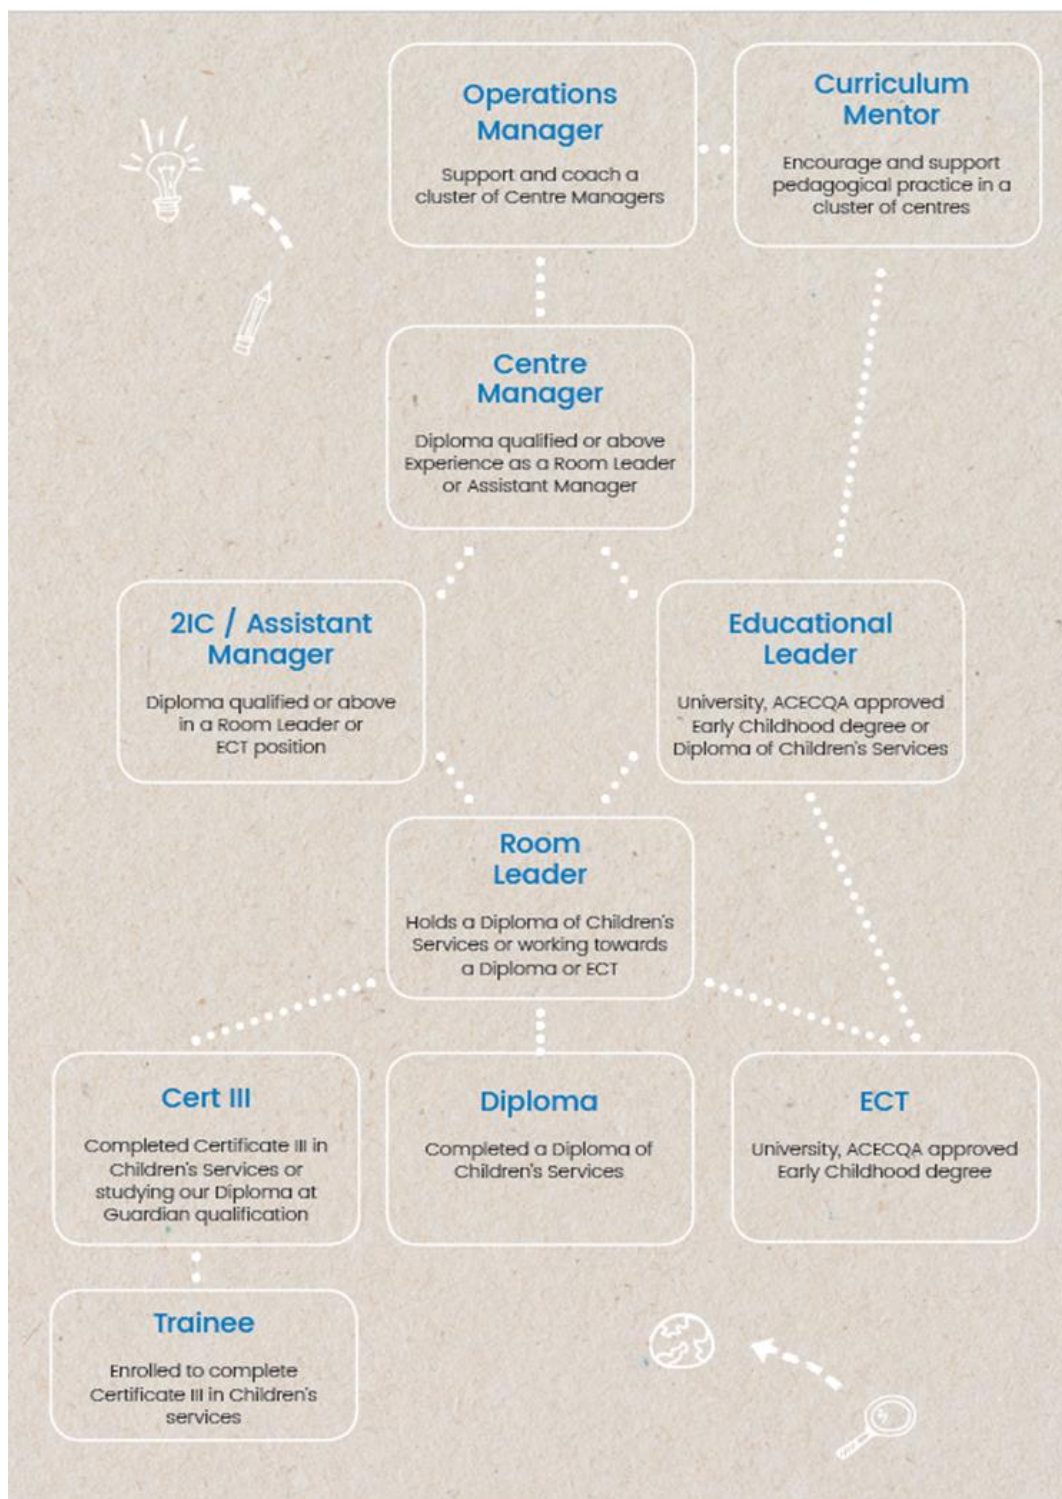 Operations
Manager
Support and coach a
cluster of Centre Managers
Curriculum
Mentor
Encourage and support
pedagogical practice in a
cluster of centres
Centre
Manager
Diploma qualified or above
Experience as a Room Leader
or Assistant Manager
2IC / Assistant
Manager
Diploma qualified or above
in a Room Leader or
ECT position
Educational
Leader
University, ACECQA approved
Early Childhood degree or
Diploma of Children's Services
Room
Leader
Holds a Diploma of Children's
Services or working towards
a Diploma or ECT
Cert III
Completed Certificate III in
Children's Services or
studying our Diploma at
Guardian qualification
Diploma
Completed a Diploma of
Children's Services
ECT
University, ACECQA approved
Early Childhood degree
Trainee
Enrolled to complete
Certificate III in Children's
services